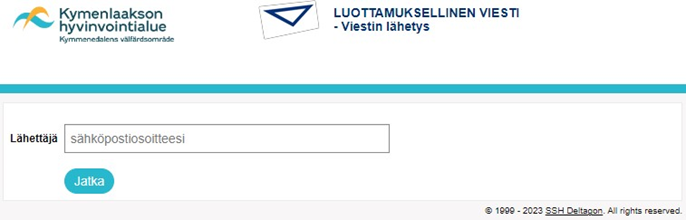 Kymenlaakson
hyvinvointialue
Kymmenedalens välfärdsområde
LUOTTAMUKSELLINEN VIESTI
- Viestin lähetys
Lähettäjä
sähköpostiosoitteesi
Jatka
© 1999 - 2023 SSH Deltagon. All rights reserved.